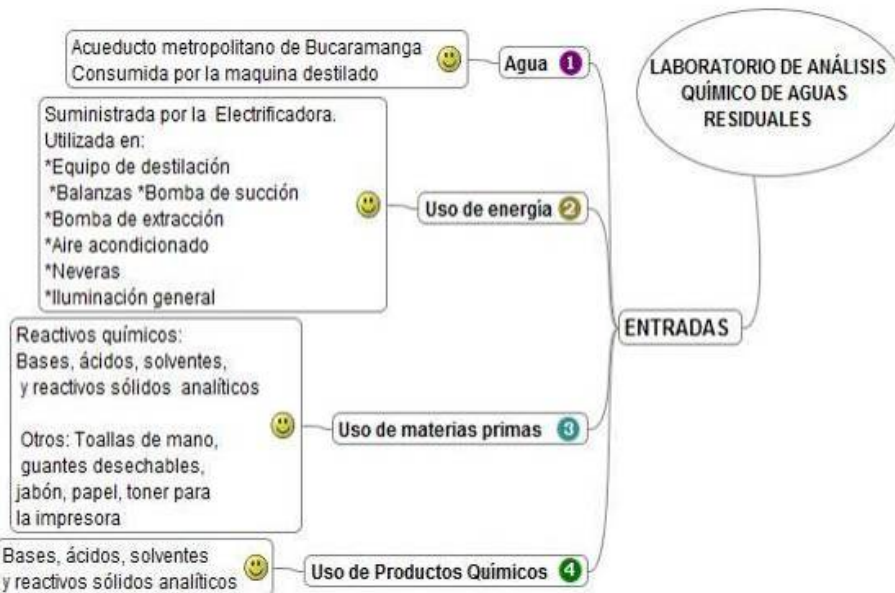 LABORATORIO DE ANÁLISIS
QUÍMICO DE AGUAS
RESIDUALES
ENTRADAS
Agua 1
Acueducto metropolitano de Bucaramanga
Consumida por la maquina destilado
Uso de energía 2
Suministrada por la Electrificadora.
Utilizada en:
*Equipo de destilación
*Balanzas *Bomba de succión
*Bomba de extracción
*Aire acondicionado
*Neveras
*Iluminación general
Uso de materias primas 3
Reactivos químicos:
Bases, ácidos, solventes,
y reactivos sólidos analíticos
Otros: Toallas de mano,
guantes desechables,
jabón, papel, toner para
la impresora
Uso de Productos Químicos 4
Bases, ácidos, solventes
y reactivos sólidos analíticos